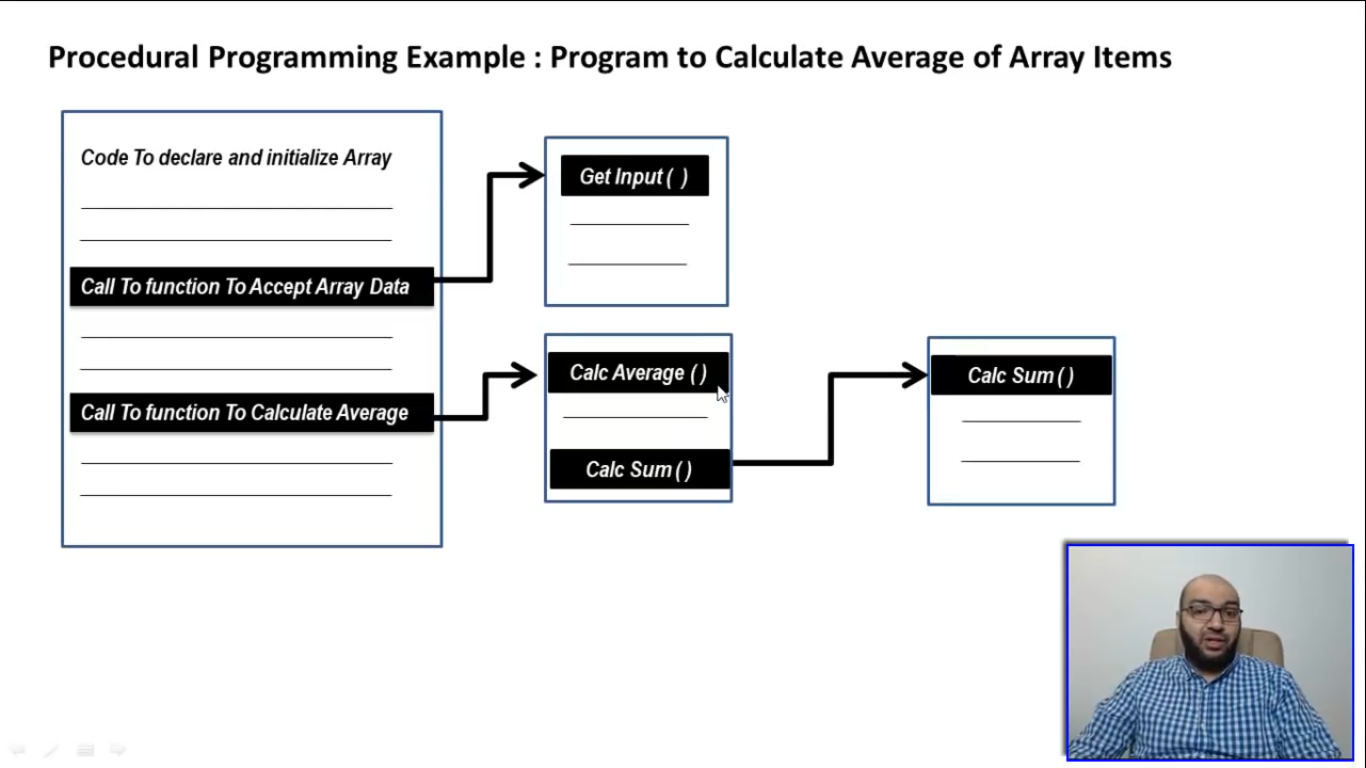 Procedural Programming Example : Program to Calculate Average of Array Items
Code To declare and initialize Array
Call To function To Accept Array Data
Call To function To Calculate Average
Get Input ( )
Calc Average ( )
Calc Sum ( )
Calc Sum ( )